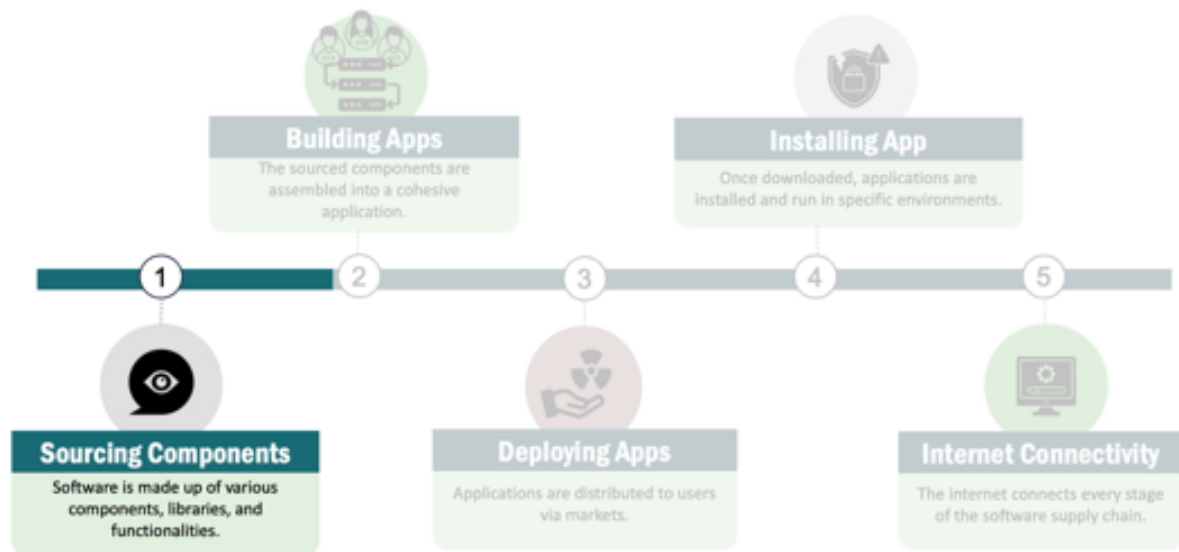 Building Apps
The sourced components are
assembled into a cohesive
application.
Installing App
Once downloaded, applications are
installed and run in specific environments.
1
2
3
4
5
Sourcing Components
Software is made up of various
components, libraries, and
functionalities.
Deploying Apps
Applications are distributed to users
via markets.
Internet Connectivity
The internet connects every stage
of the software supply chain.